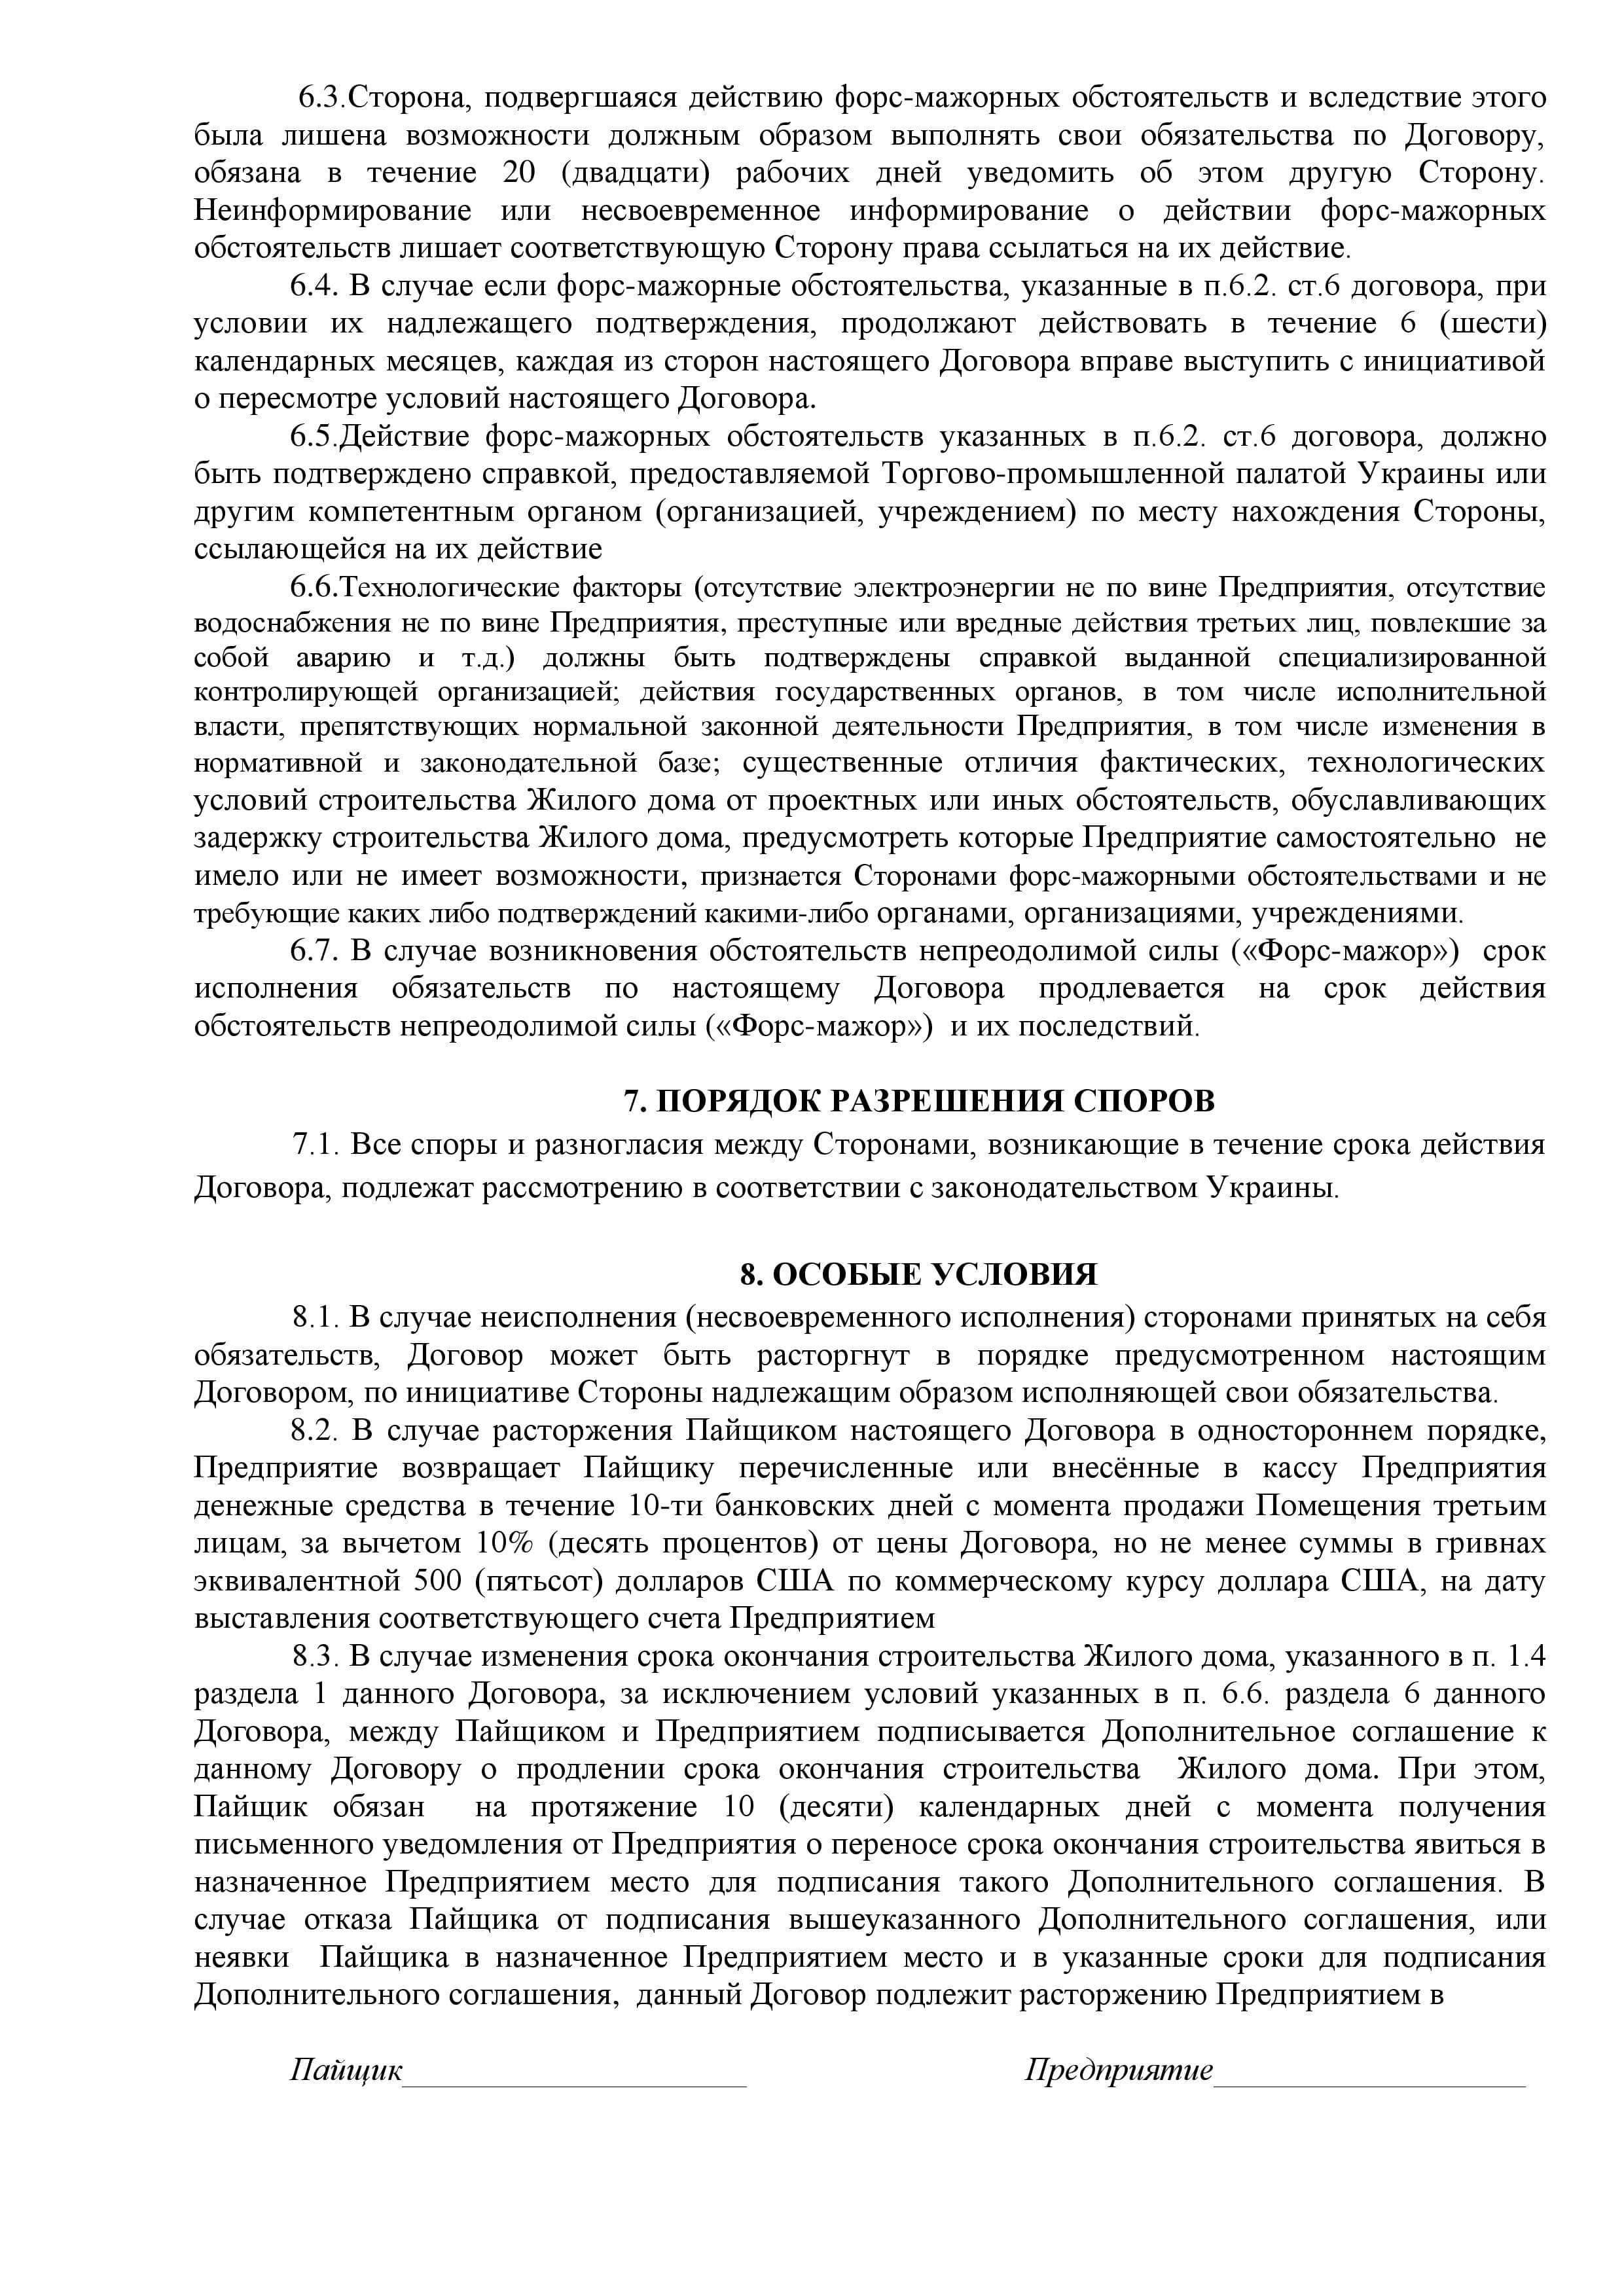 6.3.Сторона, подвергшаяся действию форс-мажорных обстоятельств и вследствие этого
была лишена возможности должным образом выполнять свои обязательства по Договору,
обязана в течение 20 (двадцати) рабочих дней уведомить об этом другую Сторону.
Неинформирование или несвоевременное информирование о действии форс-мажорных
обстоятельств лишает соответствующую Сторону права ссылаться на их действие.
6.4. В случае если форс-мажорные обстоятельства, указанные в п.6.2. ст.6 договора, при
условии их надлежащего подтверждения, продолжают действовать в течение 6 (шести)
календарных месяцев, каждая из сторон настоящего Договора вправе выступить с инициативой
о пересмотре условий настоящего Договора.
6.5.Действие форс-мажорных обстоятельств указанных в п.6.2. ст.6 договора, должно
быть подтверждено справкой, предоставляемой Торгово-промышленной палатой Украины или
другим компетентным органом (организацией, учреждением) по месту нахождения Стороны,
ссылающейся на их действие
6.6.Технологические факторы (отсутствие электроэнергии не по вине Предприятия, отсутствие
водоснабжения не по вине Предприятия, преступные или вредные действия третьих лиц, повлекшие за
собой аварию и т.д.) должны быть подтверждены справкой выданной специализированной
контролирующей организацией; действия государственных органов, в том числе исполнительной
власти, препятствующих нормальной законной деятельности Предприятия, в том числе изменения в
нормативной и законодательной базе; существенные отличия фактических, технологических
условий строительства Жилого дома от проектных или иных обстоятельств, обуславливающих
задержку строительства Жилого дома, предусмотреть которые Предприятие самостоятельно не
имело или не имеет возможности, признается Сторонами форс-мажорными обстоятельствами и не
требующие каких либо подтверждений какими-либо органами, организациями, учреждениями.
6.7. В случае возникновения обстоятельств непреодолимой силы («Форс-мажор») срок
исполнения обязательств по настоящему Договора продлевается на срок действия
обстоятельств непреодолимой силы («Форс-мажор») и их последствий.
7. ПОРЯДОК РАЗРЕШЕНИЯ СПОРОВ
7.1. Все споры и разногласия между Сторонами, возникающие в течение срока действия
Договора, подлежат рассмотрению в соответствии с законодательством Украины.
8. ОСОБЫЕ УСЛОВИЯ
8.1. В случае неисполнения (несвоевременного исполнения) сторонами принятых на себя
обязательств, Договор может быть расторгнут в порядке предусмотренном настоящим
Договором, по инициативе Стороны надлежащим образом исполняющей свои обязательства.
8.2. В случае расторжения Пайщиком настоящего Договора в одностороннем порядке,
Предприятие возвращает Пайщику перечисленные или внесённые в кассу Предприятия
денежные средства в течение 10-ти банковских дней с момента продажи Помещения третьим
лицам, за вычетом 10% (десять процентов) от цены Договора, но не менее суммы в гривнах
эквивалентной 500 (пятьсот) долларов США по коммерческому курсу доллара США, на дату
выставления соответствующего счета Предприятием
8.3. В случае изменения срока окончания строительства Жилого дома, указанного в п. 1.4
раздела 1 данного Договора, за исключением условий указанных в п. 6.6. раздела 6 данного
Договора, между Пайщиком и Предприятием подписывается Дополнительное соглашение к
данному Договору о продлении срока окончания строительства Жилого дома. При этом,
Пайщик обязан на протяжение 10 (десяти) календарных дней с момента получения
письменного уведомления от Предприятия о переносе срока окончания строительства явиться в
назначенное Предприятием место для подписания такого Дополнительного соглашения. В
случае отказа Пайщика от подписания вышеуказанного Дополнительного соглашения, или
неявки Пайщика в назначенное Предприятием место и в указанные сроки для подписания
Дополнительного соглашения, данный Договор подлежит расторжению Предприятием в
Пайщик______________________ Предприятие____________________